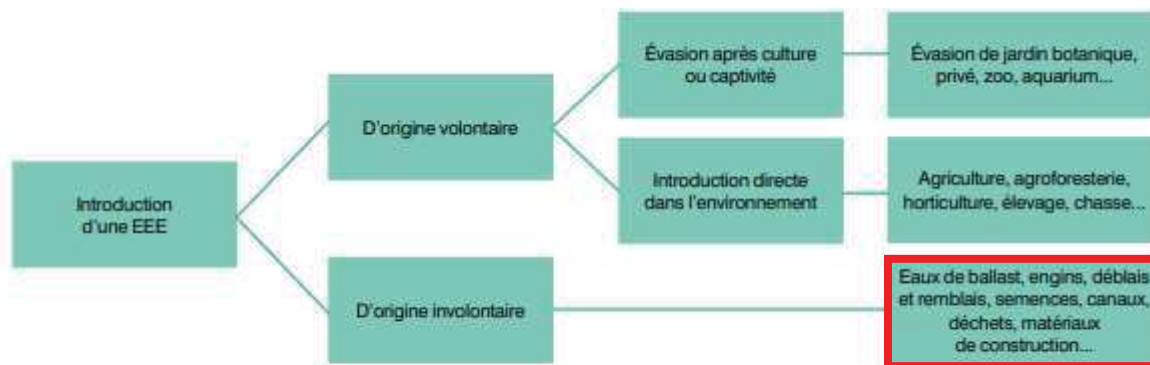 Introduction
d'une EEE
D'origine volontaire
Évasion après culture
ou captivité
Évasion de jardin botanique,
privé, zoo, aquarium...
Introduction directe
dans l'environnement
Agriculture, agroforesterie,
horticulture, élevage, chasse...
D'origine involontaire
Eaux de ballast, engins, déblais
et remblais, semences, canaux,
déchets, matériaux
de construction...